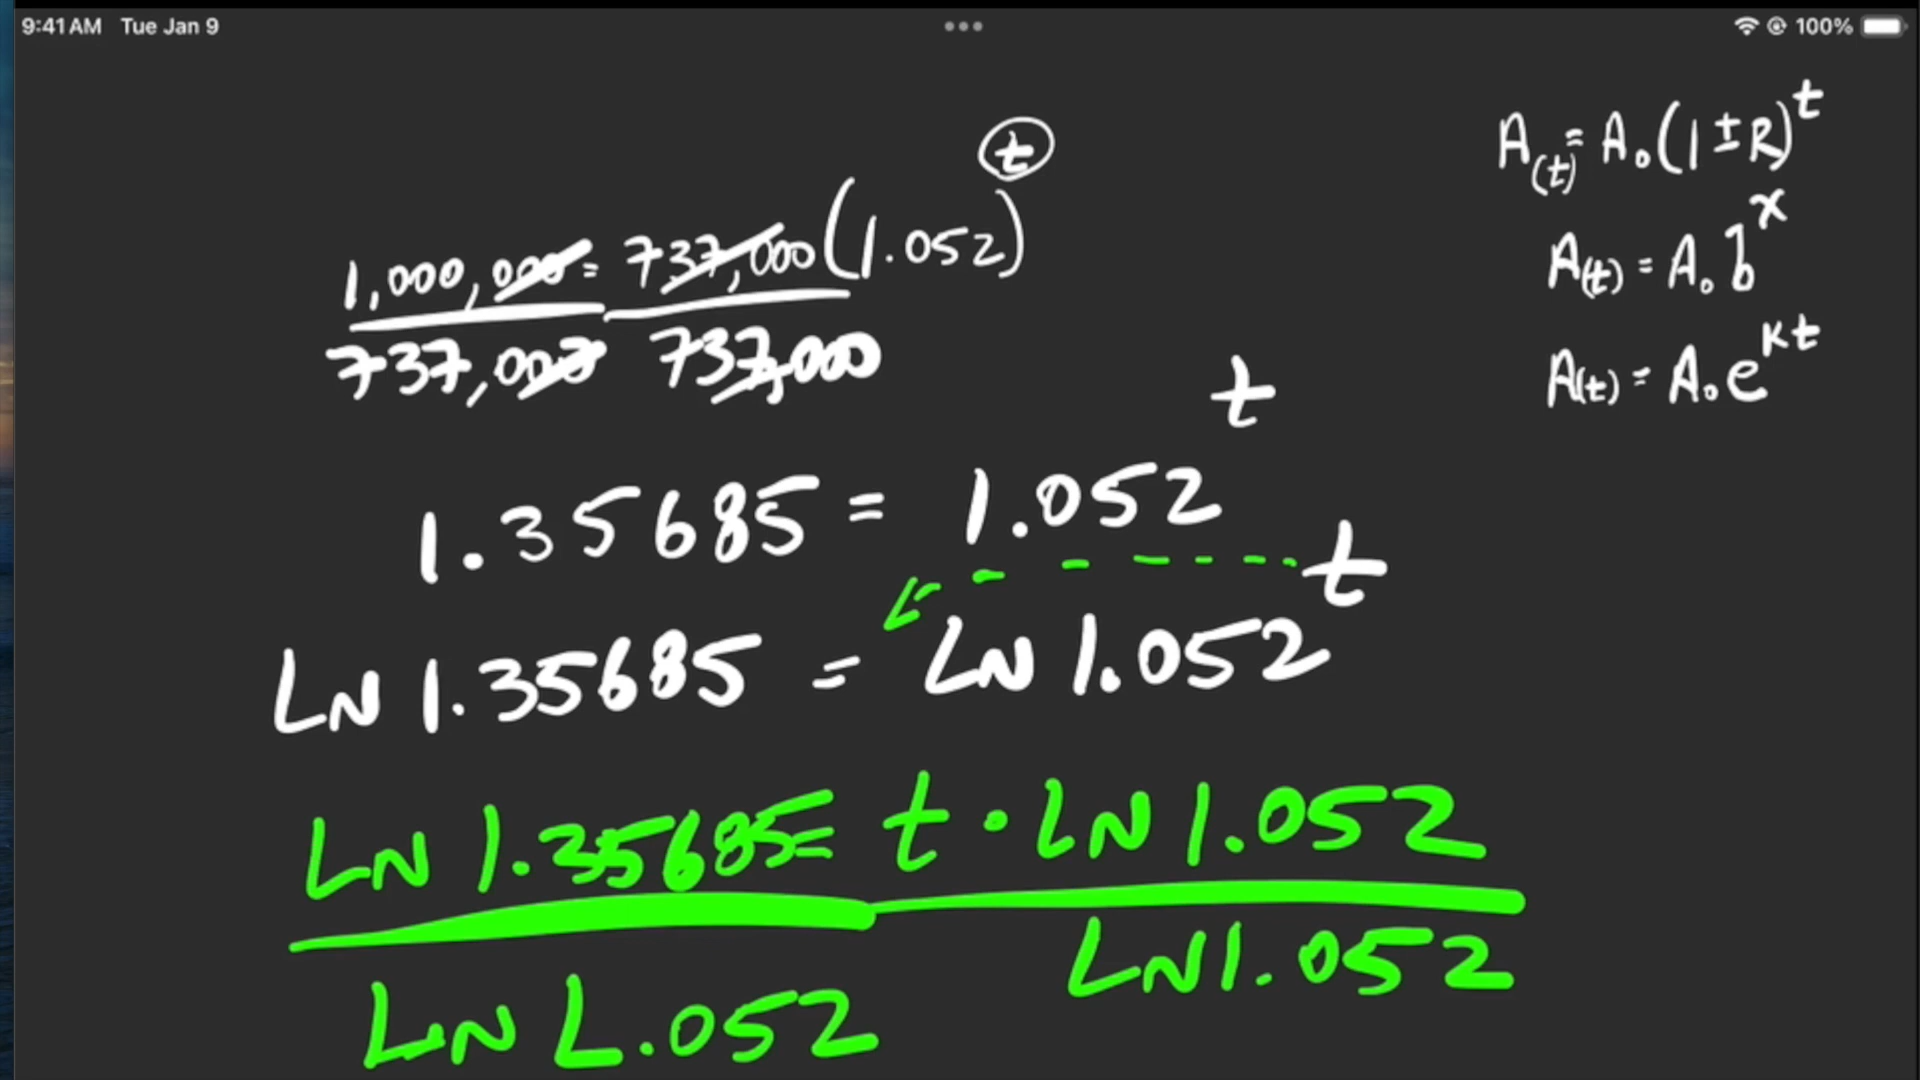 9:41 AM Tue Jan 9
100%
1,000,000 = 737,000(1.052)^t
737,000 737,000
1.35685 = 1.052^t
LN 1.35685 = LN 1.052^t
LN 1.35685 = t · LN 1.052
LN 1.052 LN 1.052
A(t) = A₀(1 ± R)^t
A(t) = A₀ b^x
A(t) = A₀ e^kt